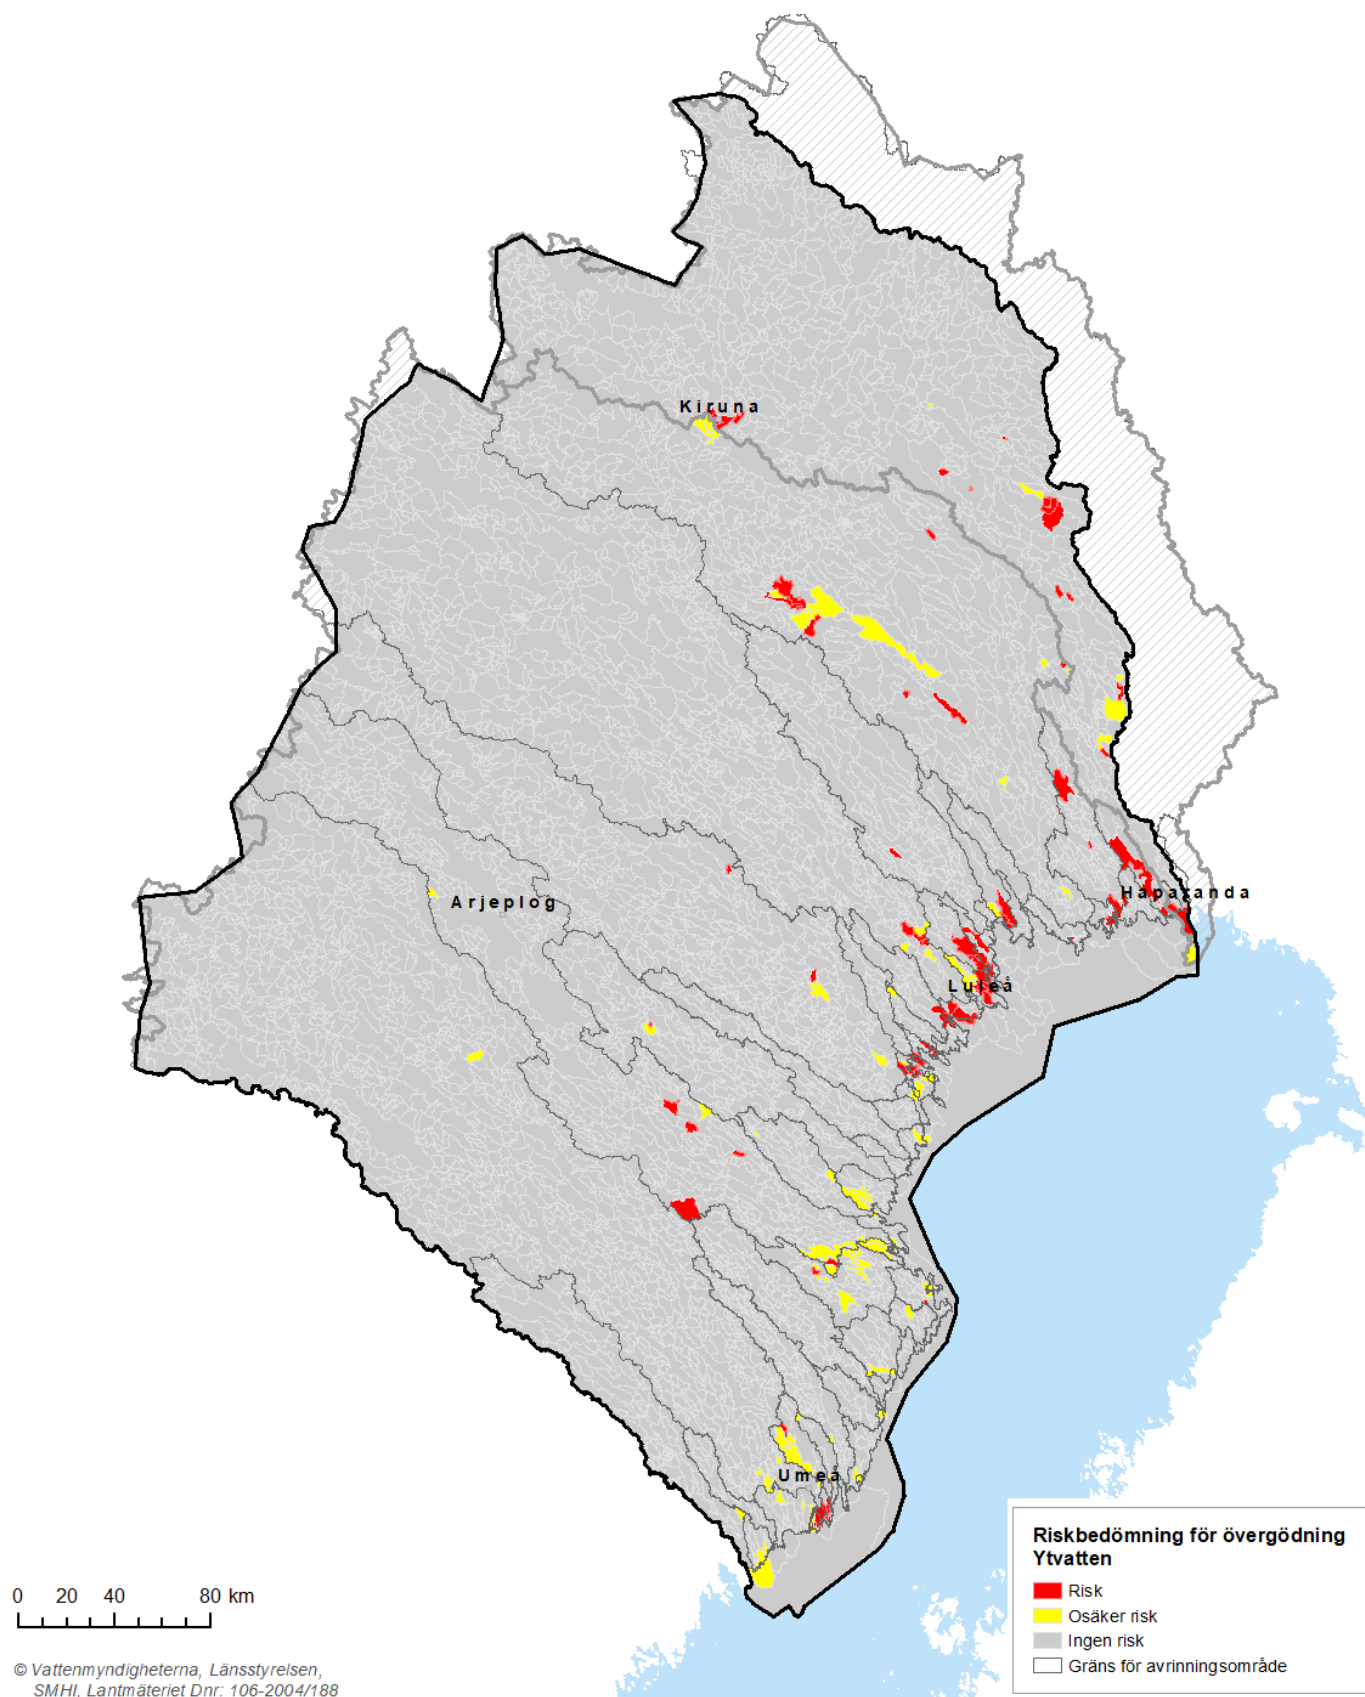 Kiruna
Arjeplog
Haparanda
Luleå
Umeå
Riskbedömning för övergödning
Ytvatten
Risk
Osäker risk
Ingen risk
Gräns för avrinningsområde
0 20 40 80 km
© Vattenmyndigheterna, Länsstyrelsen,
SMHI, Lantmäteriet Dnr: 106-2004/188